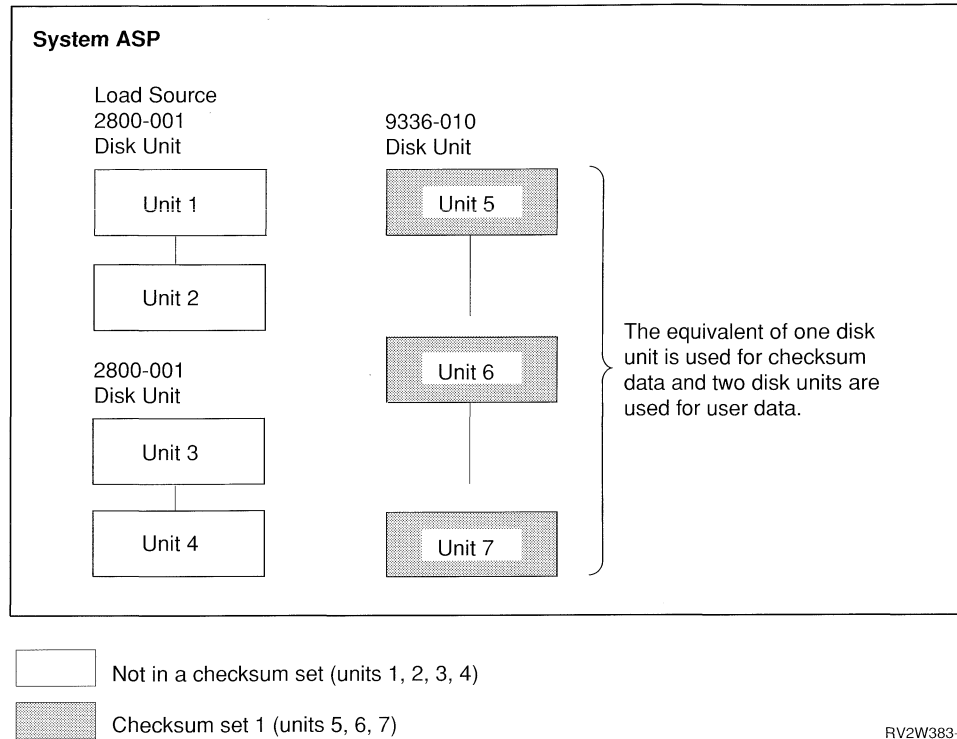 System ASP
Load Source
2800-001
Disk Unit
Unit 1
Unit 2
2800-001
Disk Unit
Unit 3
Unit 4
9336-010
Disk Unit
Unit 5
Unit 6
Unit 7
The equivalent of one disk
unit is used for checksum
data and two disk units are
used for user data.
Not in a checksum set (units 1, 2, 3, 4)
Checksum set 1 (units 5, 6, 7)
RV2W383-